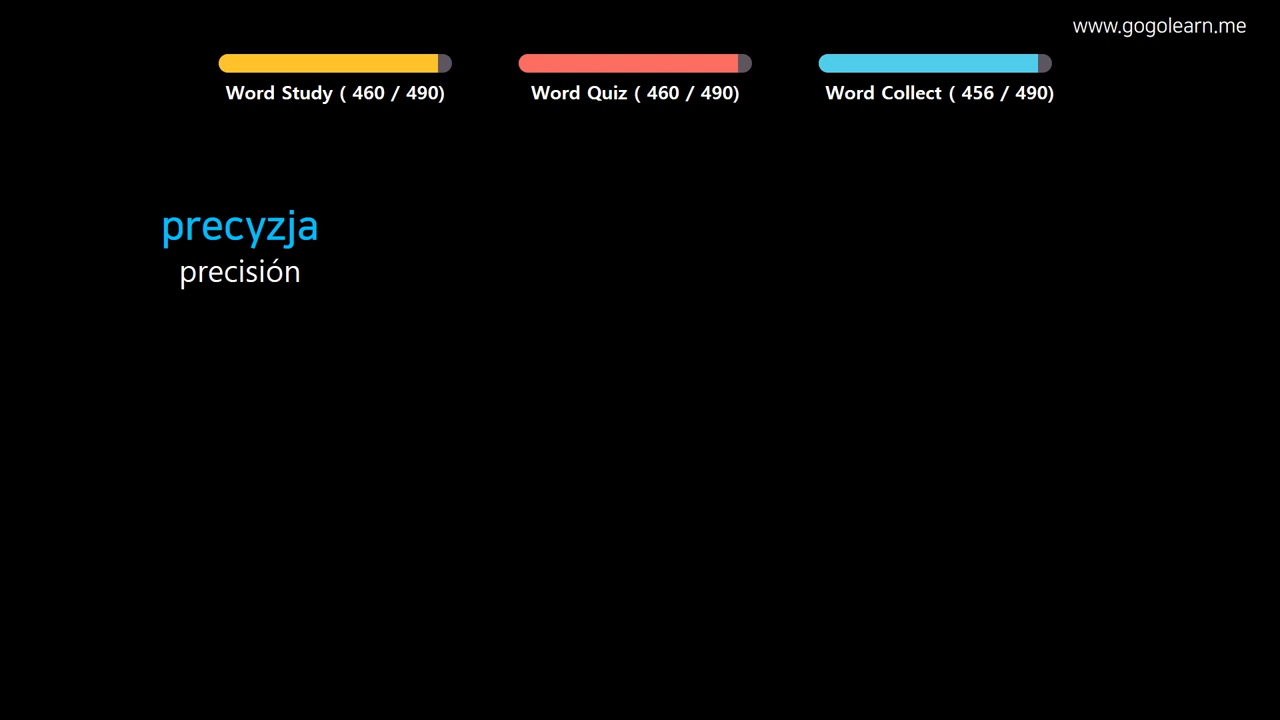 www.gogolearn.me
Word Study ( 460 / 490)
Word Quiz ( 460 / 490)
Word Collect ( 456 / 490)
precyzja
precisión